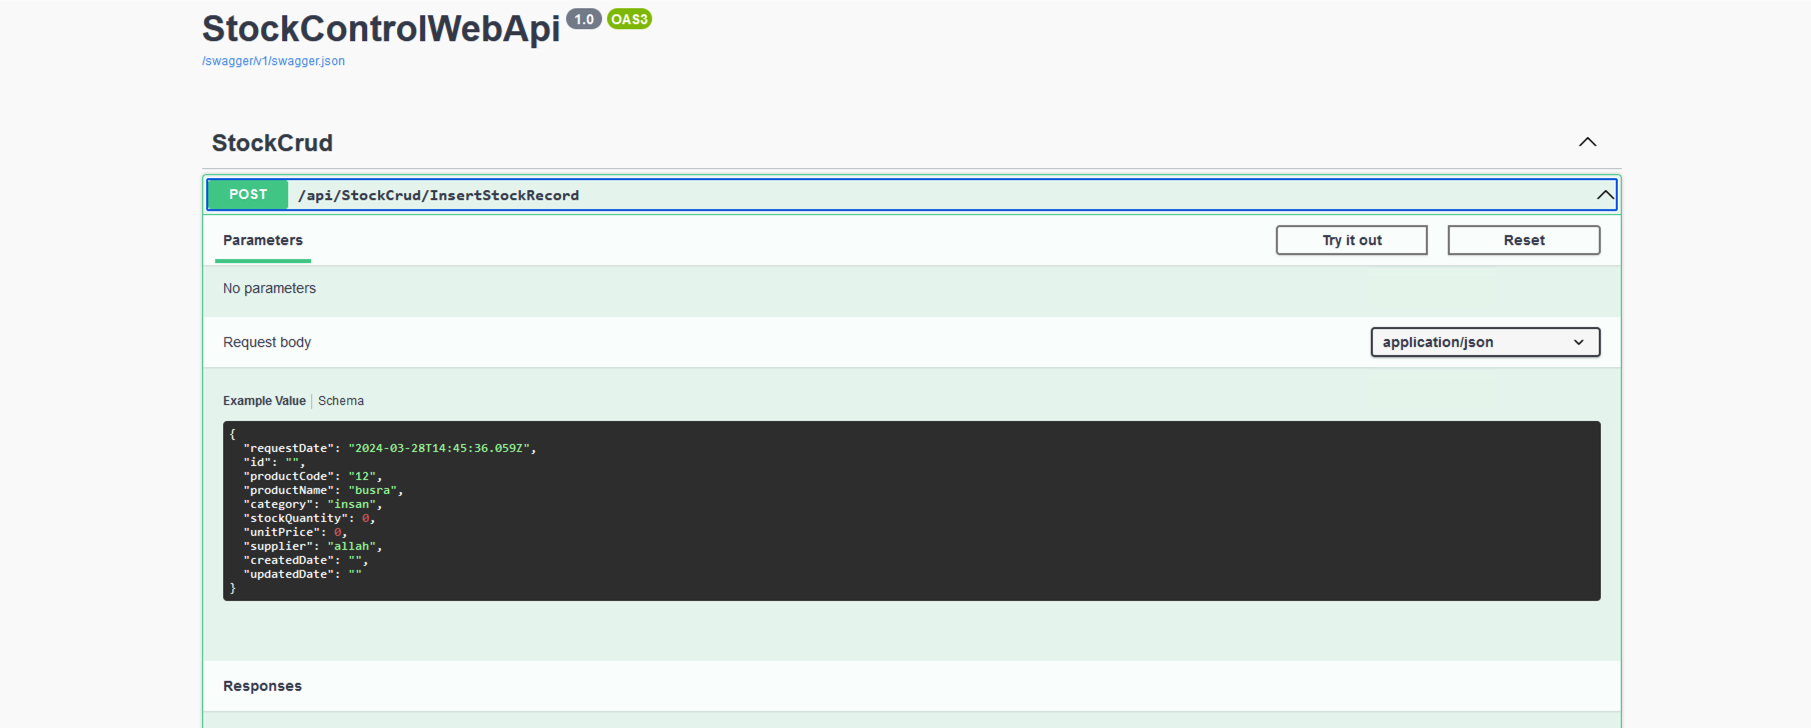 StockControlWebApi 1.0 OAS3
/swagger/v1/swagger.json
StockCrud
POST /api/StockCrud/InsertStockRecord
Parameters Try it out Reset
No parameters
Request body application/json
Example Value Schema
{
"requestDate": "2024-03-28T14:45:36.059Z",
"id": "",
"productCode": "12",
"productName": "busra",
"category": "insan",
"stockQuantity": 0,
"unitPrice": 0,
"supplier": "allah",
"createdDate": "",
"updatedDate": ""
}
Responses